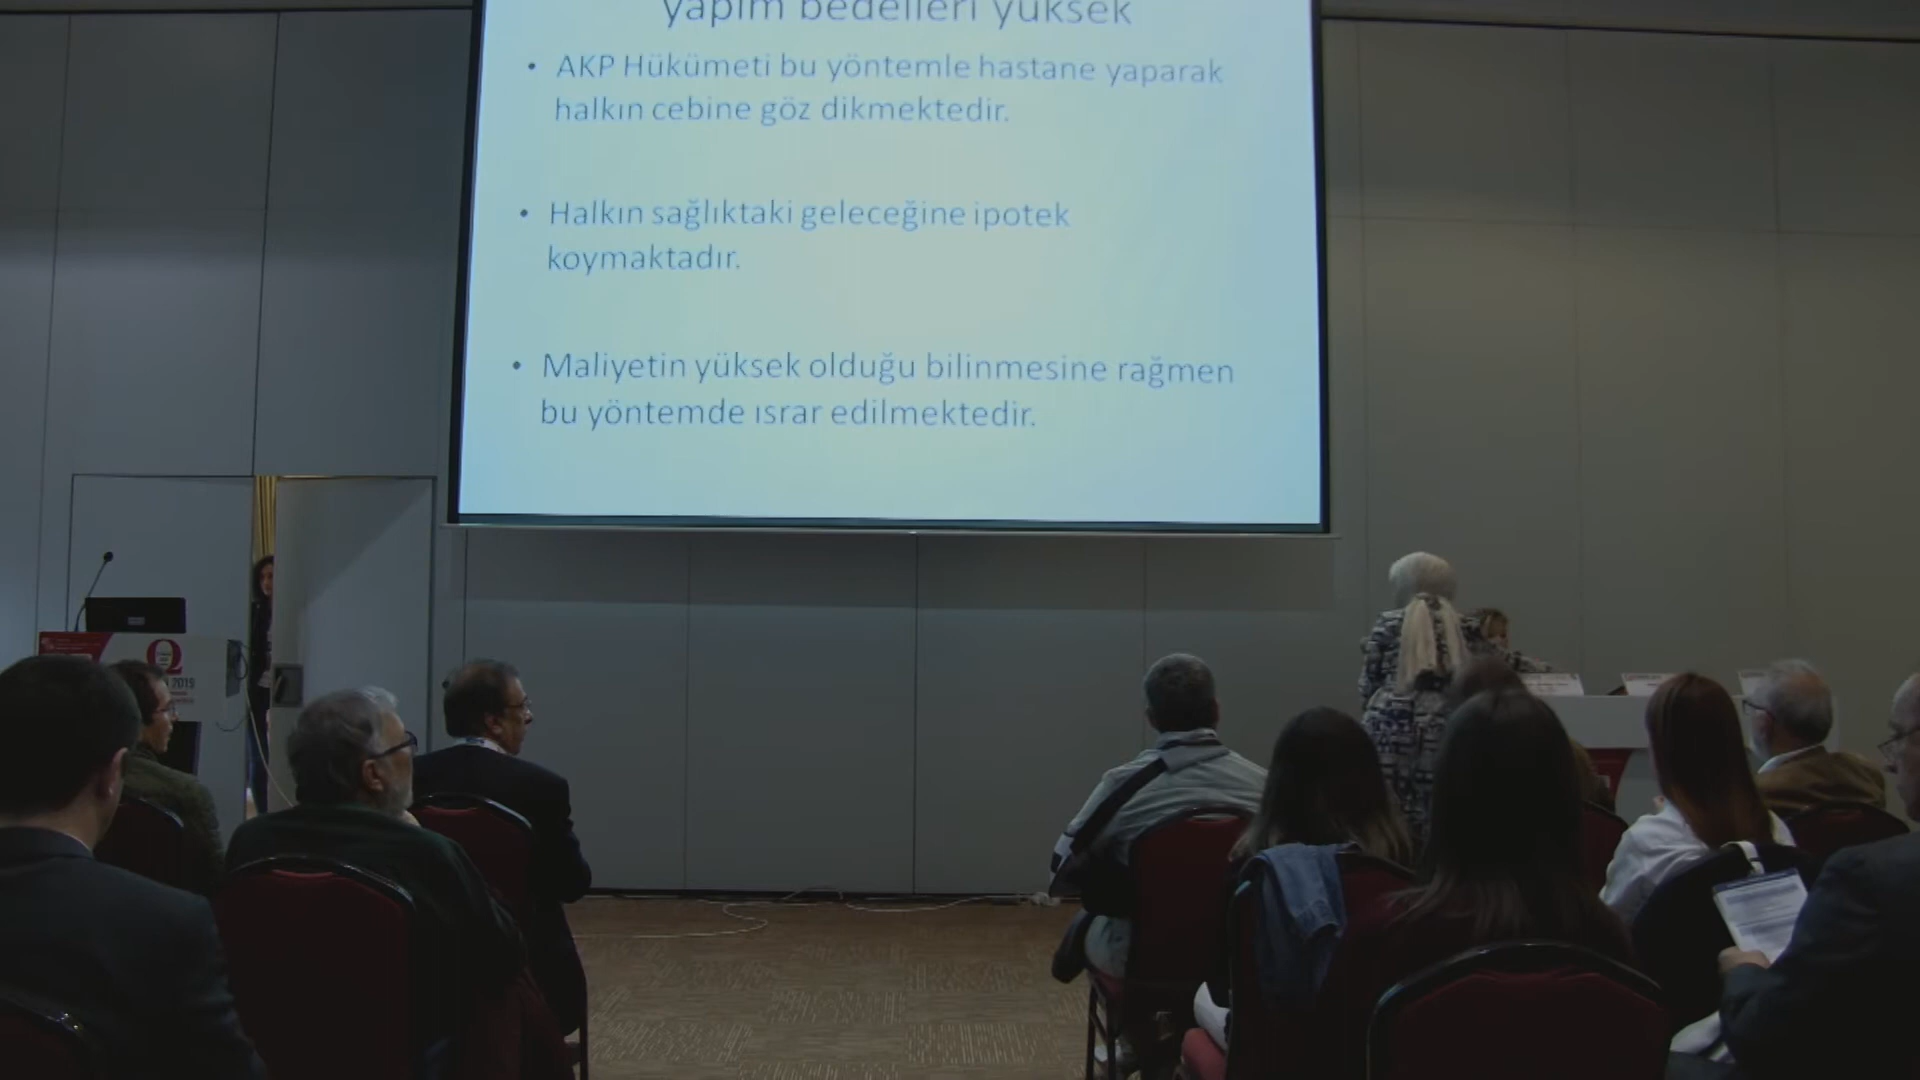 yapım bedelleri yüksek
• AKP Hükümeti bu yöntemle hastane yaparak
halkın cebine göz dikmektedir.
• Halkın sağlıktaki geleceğine ipotek
koymaktadır.
• Maliyetin yüksek olduğu bilinmesine rağmen
bu yöntemde ısrar edilmektedir.
2019